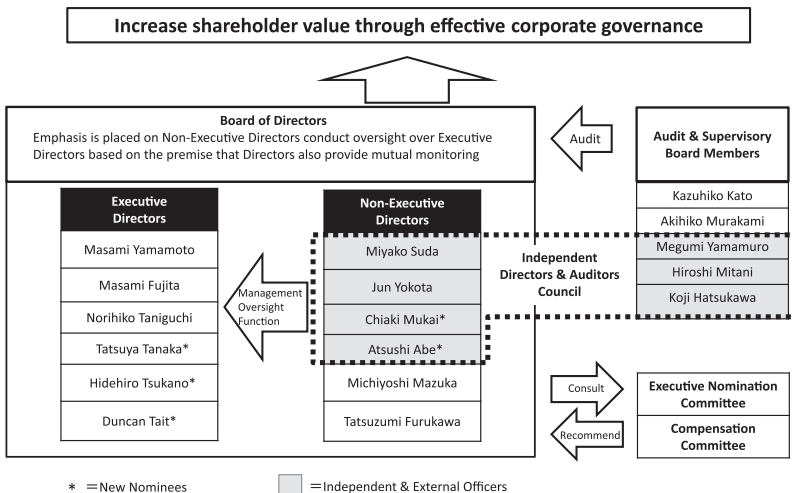 Increase shareholder value through effective corporate governance
Board of Directors
Emphasis is placed on Non-Executive Directors conduct oversight over Executive
Directors based on the premise that Directors also provide mutual monitoring
Audit
Audit & Supervisory
Board Members
Kazuhiko Kato
Akihiko Murakami
Megumi Yamamuro
Hiroshi Mitani
Koji Hatsukawa
Executive
Directors
Masami Yamamoto
Masami Fujita
Norihiko Taniguchi
Tatsuya Tanaka*
Hidehiro Tsukano*
Duncan Tait*
Management
Oversight
Function
Non-Executive
Directors
Miyako Suda
Jun Yokota
Chiaki Mukai*
Atsushi Abe*
Michiyoshi Mazuka
Tatsuzumi Furukawa
Independent
Directors & Auditors
Council
Consult
Recommend
Executive Nomination
Committee
Compensation
Committee
* =New Nominees
=Independent & External Officers